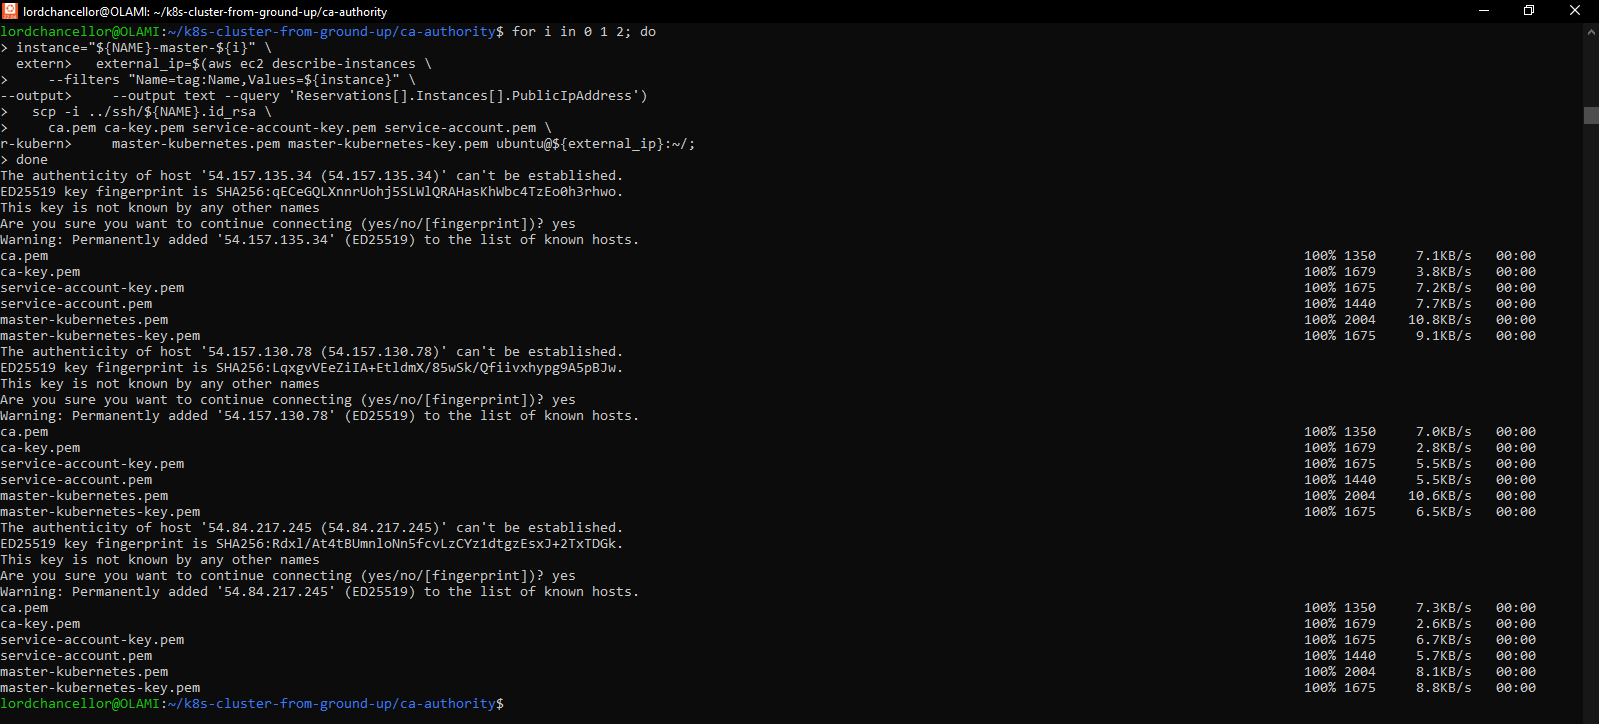 lordchancellor@OLAMI: ~/k8s-cluster-from-ground-up/ca-authority
lordchancellor@OLAMI:~/k8s-cluster-from-ground-up/ca-authority$ for i in 0 1 2; do
> instance="${NAME}-master-${i}" \
  extern>   external_ip=$(aws ec2 describe-instances \
>     --filters "Name=tag:Name,Values=${instance}" \
--output>     --output text --query 'Reservations[].Instances[].PublicIpAddress')
>   scp -i ../ssh/${NAME}.id_rsa \
>     ca.pem ca-key.pem service-account-key.pem service-account.pem \
r-kubern>     master-kubernetes.pem master-kubernetes-key.pem ubuntu@${external_ip}:~/;
> done
The authenticity of host '54.157.135.34 (54.157.135.34)' can't be established.
ED25519 key fingerprint is SHA256:qECeGQLXnnrUohj5SLWlQRAHasKhWbc4TzEo0h3rhwo.
This key is not known by any other names
Are you sure you want to continue connecting (yes/no/[fingerprint])? yes
Warning: Permanently added '54.157.135.34' (ED25519) to the list of known hosts.
ca.pem 100% 1350 7.1KB/s 00:00
ca-key.pem 100% 1679 3.8KB/s 00:00
service-account-key.pem 100% 1675 7.2KB/s 00:00
service-account.pem 100% 1440 7.7KB/s 00:00
master-kubernetes.pem 100% 2004 10.8KB/s 00:00
master-kubernetes-key.pem 100% 1675 9.1KB/s 00:00
The authenticity of host '54.157.130.78 (54.157.130.78)' can't be established.
ED25519 key fingerprint is SHA256:LqxgvVEeZiIA+EtldmX/85wSk/Qfiivxhypg9A5pBJw.
This key is not known by any other names
Are you sure you want to continue connecting (yes/no/[fingerprint])? yes
Warning: Permanently added '54.157.130.78' (ED25519) to the list of known hosts.
ca.pem 100% 1350 7.0KB/s 00:00
ca-key.pem 100% 1679 2.8KB/s 00:00
service-account-key.pem 100% 1675 5.5KB/s 00:00
service-account.pem 100% 1440 5.5KB/s 00:00
master-kubernetes.pem 100% 2004 10.6KB/s 00:00
master-kubernetes-key.pem 100% 1675 6.5KB/s 00:00
The authenticity of host '54.84.217.245 (54.84.217.245)' can't be established.
ED25519 key fingerprint is SHA256:Rdxl/At4tBUmnloNn5fcvLzCYz1dtgzEsxJ+2TxTDGk.
This key is not known by any other names
Are you sure you want to continue connecting (yes/no/[fingerprint])? yes
Warning: Permanently added '54.84.217.245' (ED25519) to the list of known hosts.
ca.pem 100% 1350 7.3KB/s 00:00
ca-key.pem 100% 1679 2.6KB/s 00:00
service-account-key.pem 100% 1675 6.7KB/s 00:00
service-account.pem 100% 1440 5.7KB/s 00:00
master-kubernetes.pem 100% 2004 8.1KB/s 00:00
master-kubernetes-key.pem 100% 1675 8.8KB/s 00:00
lordchancellor@OLAMI:~/k8s-cluster-from-ground-up/ca-authority$